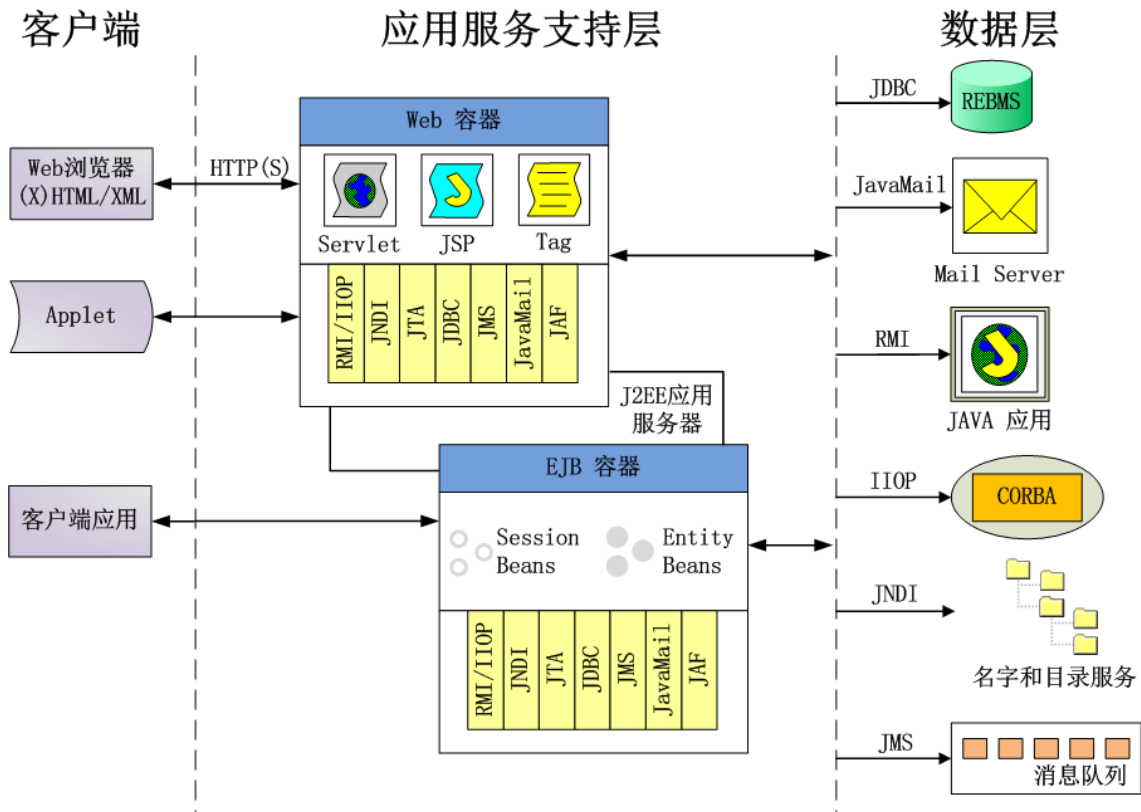 客户端
应用服务支持层
数据层
Web浏览器
(X)HTML/XML
HTTP(S)
Applet
客户端应用
Web 容器
Servlet
JSP
Tag
RMI/IIOP
JNDI
JTA
JDBC
JMS
JavaMail
JAF
J2EE应用
服务器
EJB 容器
Session
Beans
Entity
Beans
RMI/IIOP
JNDI
JTA
JDBC
JMS
JavaMail
JAF
JDBC
REBMS
JavaMail
Mail Server
RMI
JAVA 应用
IIOP
CORBA
JNDI
名字和目录服务
JMS
消息队列